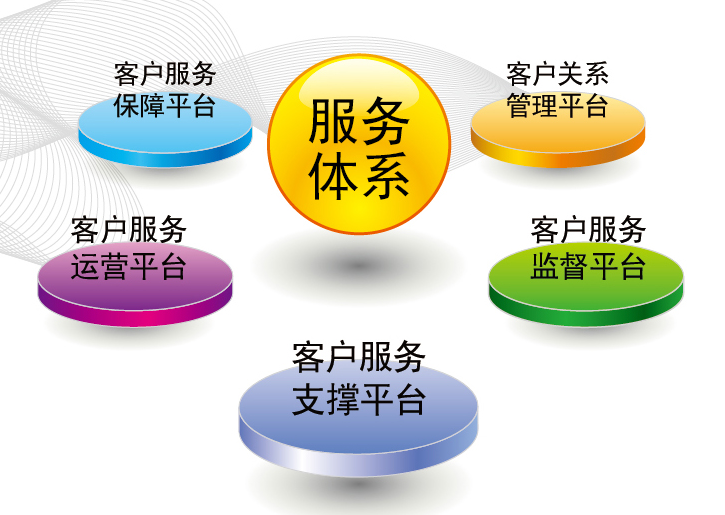 客户服务
保障平台
服务
体系
客户关系
管理平台
客户服务
运营平台
客户服务
监督平台
客户服务
支撑平台